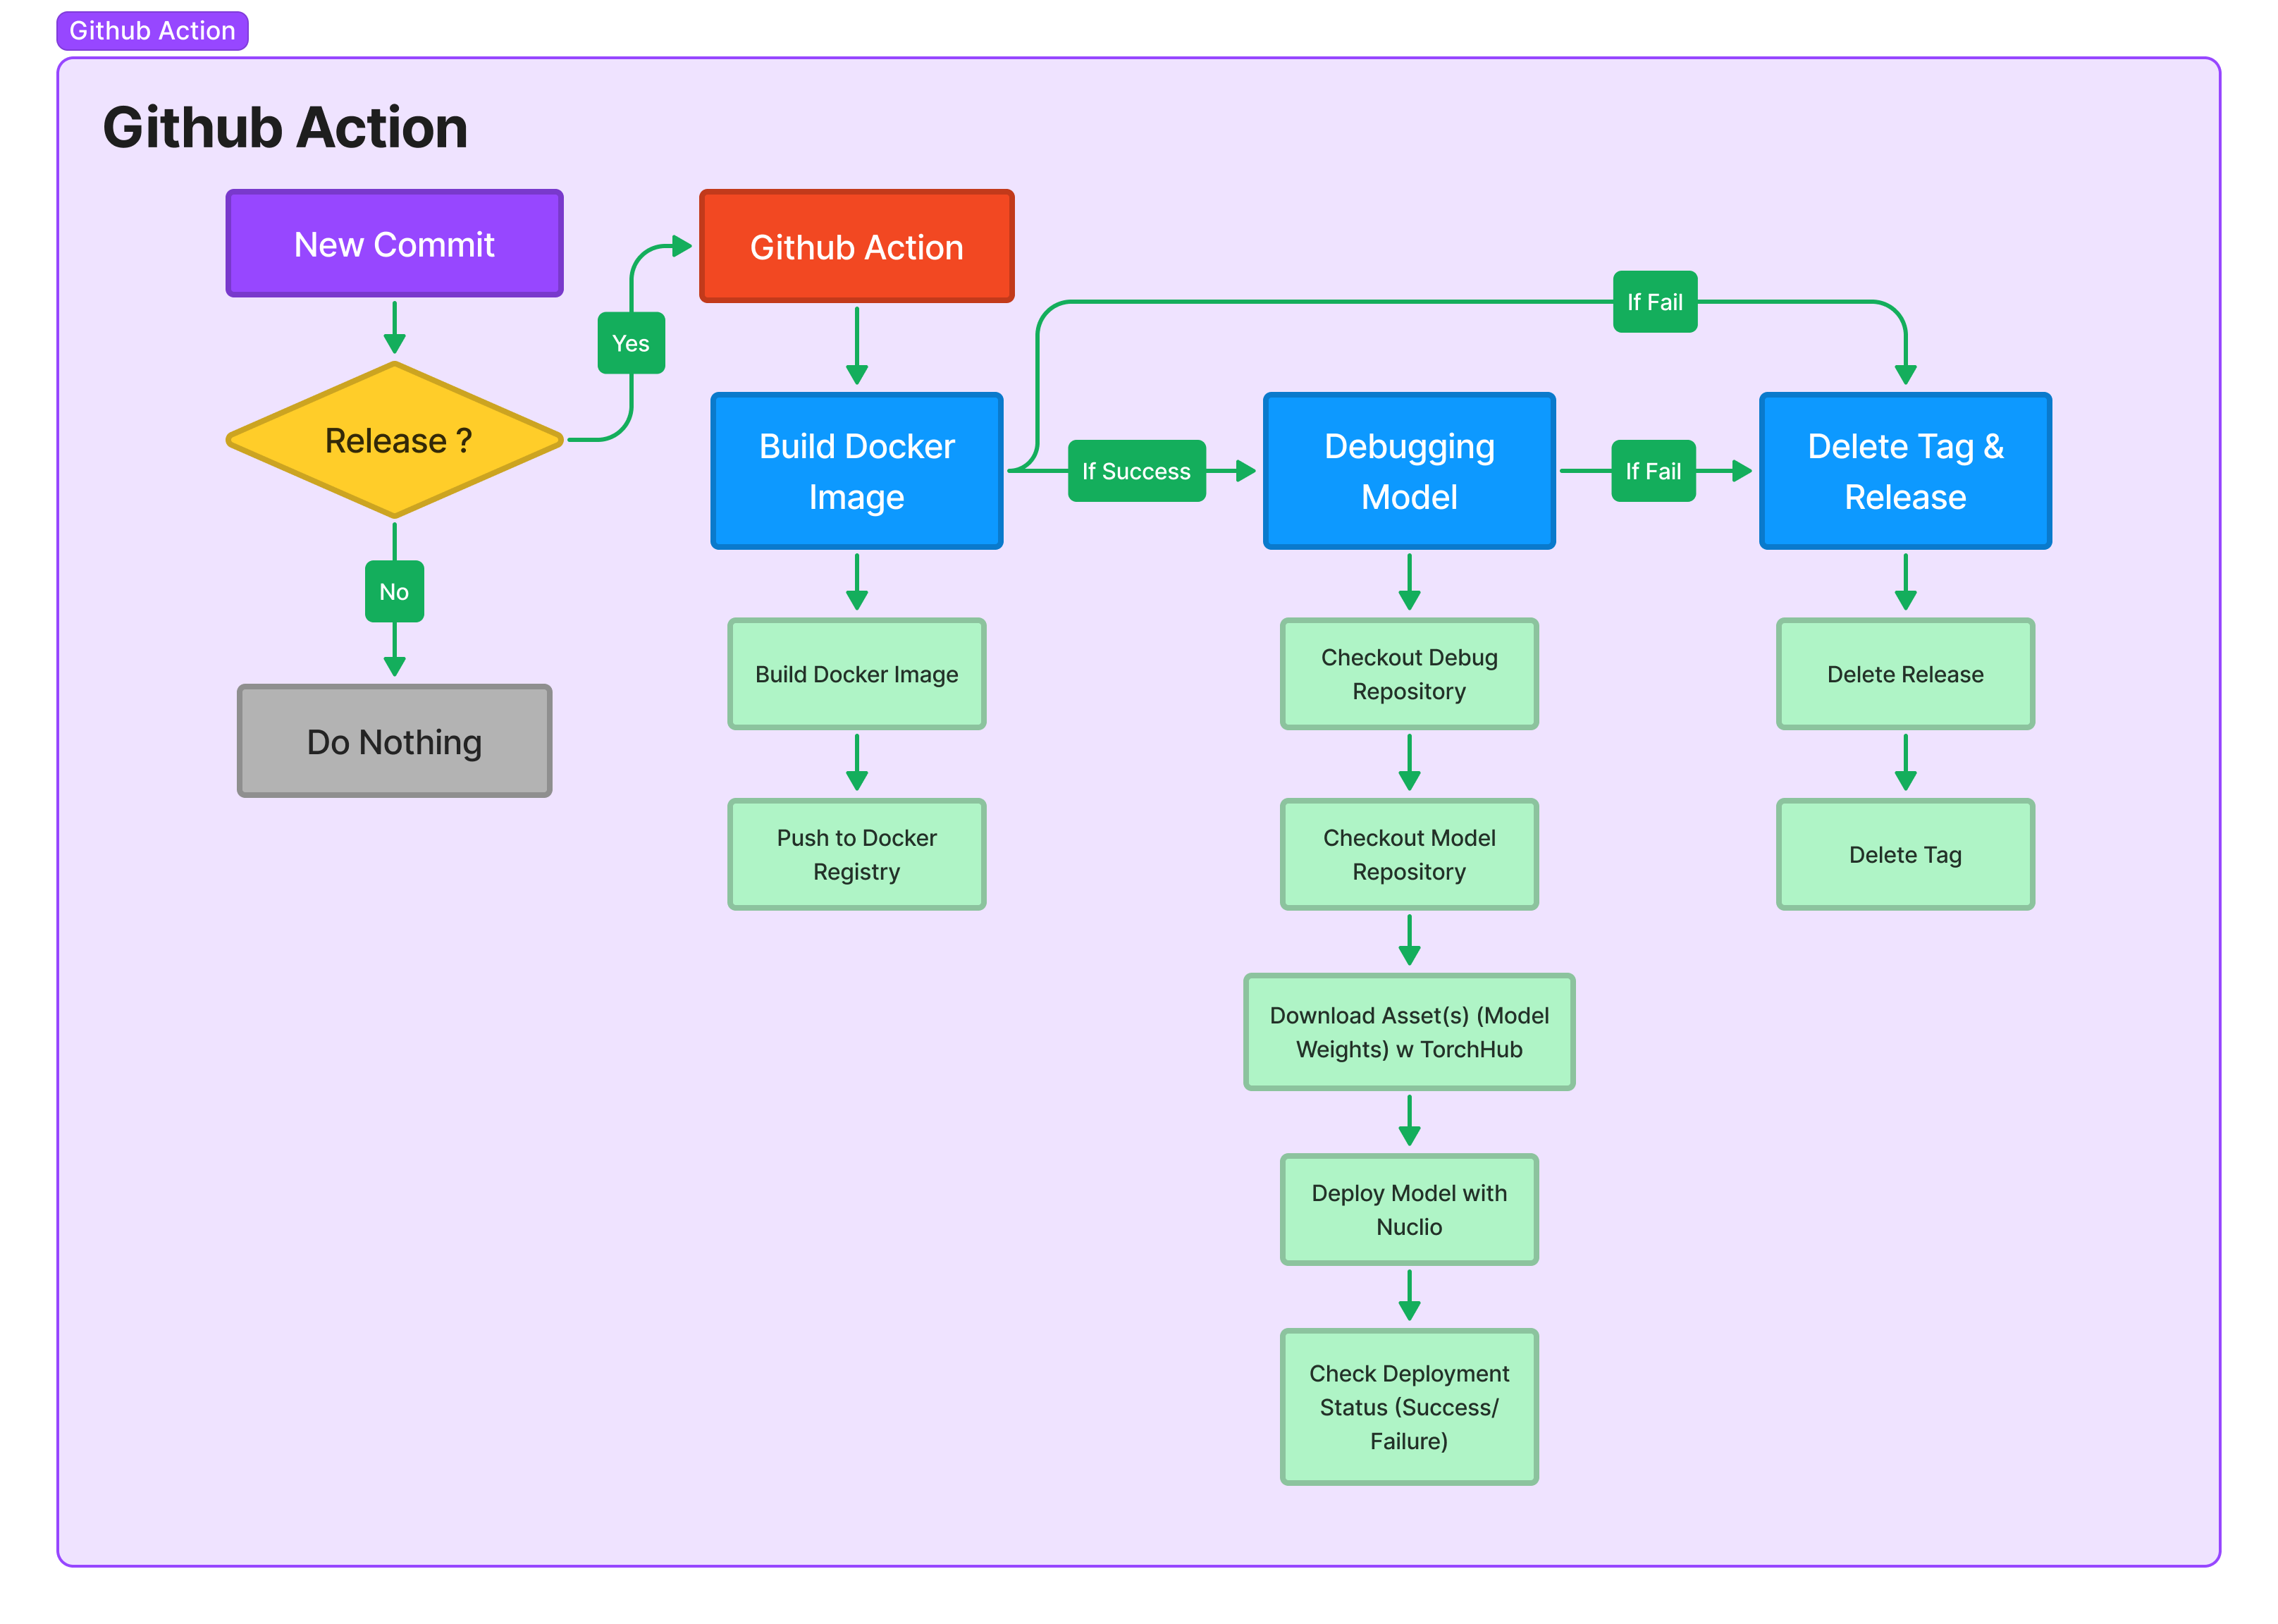 Github Action
Github Action
New Commit
Github Action
Yes
If Fail
Release ?
Build Docker
Image
If Success
Debugging
Model
If Fail
Delete Tag &
Release
No
Do Nothing
Build Docker Image
Push to Docker
Registry
Checkout Debug
Repository
Checkout Model
Repository
Download Asset(s) (Model
Weights) w TorchHub
Deploy Model with
Nuclio
Check Deployment
Status (Success/
Failure)
Delete Release
Delete Tag